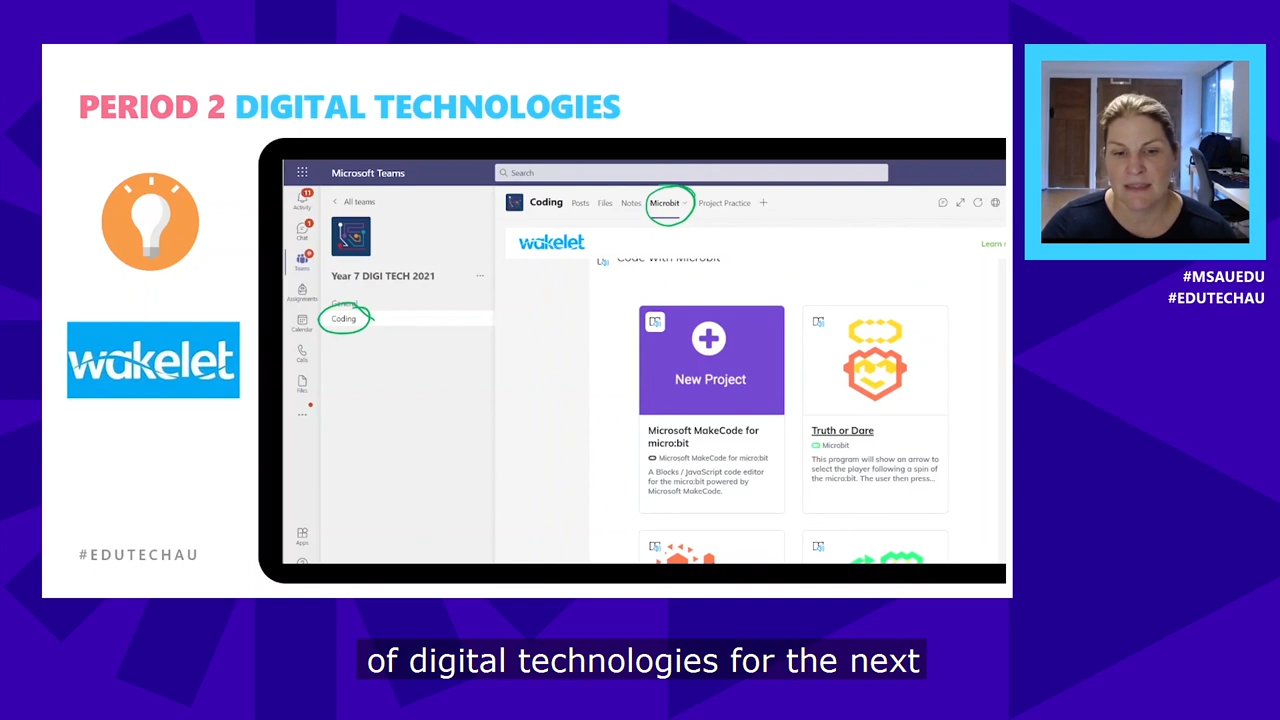 PERIOD 2 DIGITAL TECHNOLOGIES
wakelet
#EDUTECHAU
Microsoft Teams
Search
Activity
Chat
Teams
Assignments
Calendar
Calls
Files
Apps
11
1
All teams
Year 7 DIGI TECH 2021
General
Coding
Coding
Posts
Files
Notes
Microbit
Project Practice
wakelet
Learn
Code with Microbit
New Project
Microsoft MakeCode for
micro:bit
Microsoft MakeCode for micro:bit
A Blocks / JavaScript code editor
for the micro:bit powered by
Microsoft MakeCode.
Truth or Dare
Microbit
This program will show an arrow to
select the player following a spin of
the micro:bit. The user then press...
#MSAUEDU
#EDUTECHAU
of digital technologies for the next